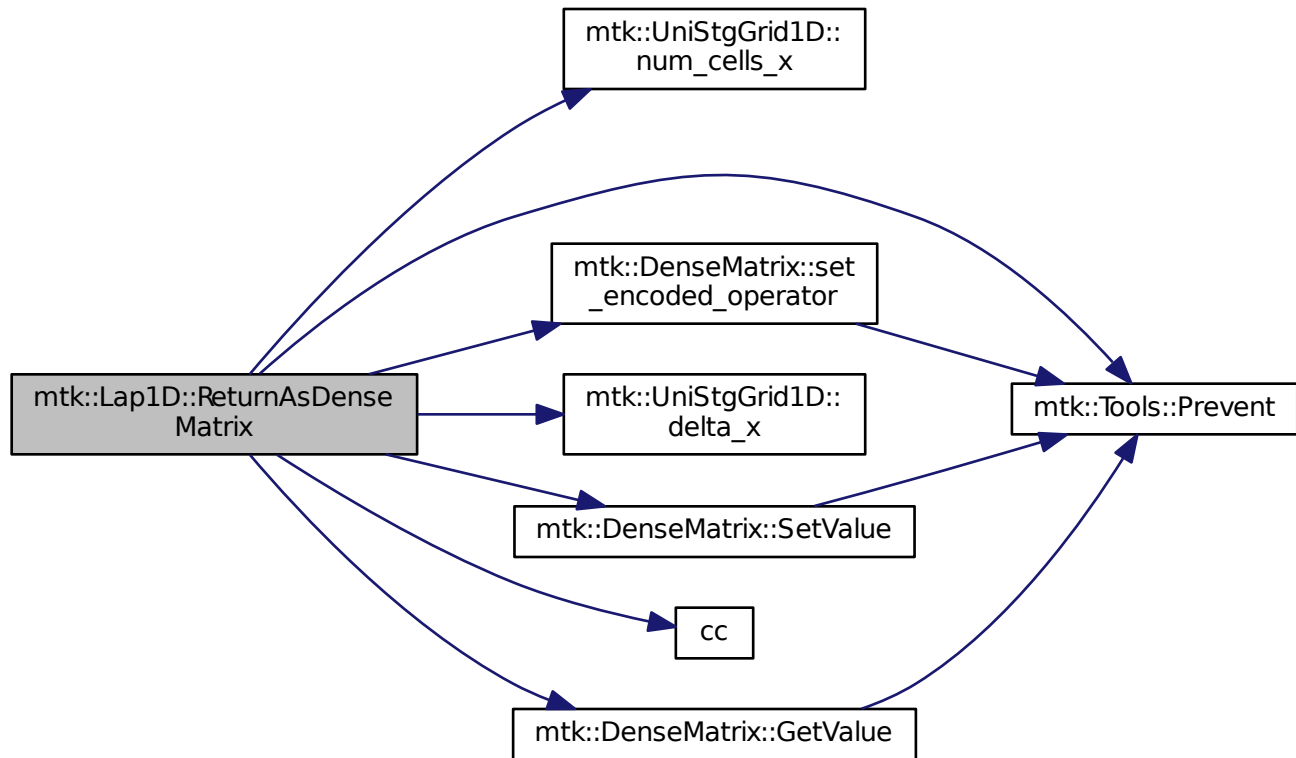 mtk::UniStgGrid1D::
num_cells_x
mtk::DenseMatrix::set
_encoded_operator
mtk::Lap1D::ReturnAsDense
Matrix
mtk::UniStgGrid1D::
delta_x
mtk::Tools::Prevent
mtk::DenseMatrix::SetValue
cc
mtk::DenseMatrix::GetValue